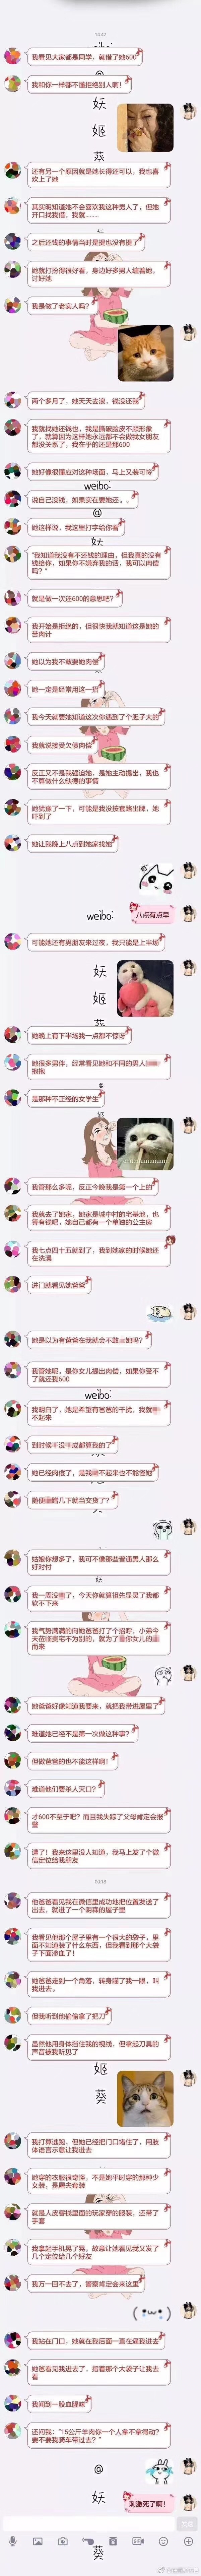 14:42
我看见大家都是同学，就借了她600
weibo:
@
我和你一样都不懂拒绝别人啊！
妖
姬
葵
还有另一个原因就是她长得还可以，我也喜
欢上了她
其实明知道她不会喜欢我这种男人了，但她
开口找我借，我就........
之后还钱的事情当时是提也没有提了
她就打扮得很好看，身边好多男人缠着她，
讨好她
我是做了老实人吗？
两个多月了，她天天去浪，钱没还我
我就找她还钱也，我是撕破脸皮不顾形象
了，就算因为这样她永远都不会做我女朋友
都没关系了，我在乎的还是那600
她好像很懂应对这种场面，马上又装可怜
weibo:
说自己没钱，如果实在要她还。。
@
她这样说，我这里打字给你看
妖
“我知道我没有不还钱的理由，但我真的没有
钱给你，如果你不嫌弃我的话，我可以肉偿
吗？”
就是做一次还600的意思吧？
我开始是拒绝的，但很快我就知道这是她的
苦肉计
她以为我不敢要她肉偿
她一定是经常用这一招
我今天就要她知道这次你遇到了个胆子大的
我就说接受欠债肉偿
反正又不是我强迫她，是她主动提出，我也
不算做什么缺德的事情
她犹豫了一下，可能是我没按套路出牌，她
吓到了
她让我晚上八点到她家找她
weibo:
八点有点早
可能她还有男朋友来过夜，我只能是上半场
妖
姬
葵
她晚上有下半场我一点都不惊讶
她很多男伴，经常看见她和不同的男人
抱抱
@
是那种不正经的女学生
我管那么多呢，反正今晚我是第一个上的
我就去了她家，她家是城中村的宅基地，也
算有钱吧，她自己都有一个单独的公主房
我七点四十五就到了，我到她家的时候她还
在洗澡
进门就看见她爸爸
她是以为有爸爸在我就会不敢她吗？
我管她呢，是你女儿提出肉偿，如果你受不
了就还我600
weibo:
我明白了，她是希望有爸爸的干扰，我就
不起来
到时候干没干成都算我的了
她已经肉偿了，是我不起来不可能怪她
随便蹭几下就当交货了？
姑娘你想多了，我可不像那些普通男人那么
好对付
妖
我一周没了，今天你就算祖先显灵了我都
软不下来
我气势满满的向她爸爸打了个招呼，小弟今
天莅临贵宅不为别的，就为了你女儿的
而来
她爸爸好像知道我要来，就把我带进屋里了
难道她已经不是第一次做这种事？
但做爸爸的也不能这样啊！
难道他们要杀人灭口？
才600不至于吧？而且我失踪了父母肯定会报
警
遭了！我来这里没人知道，我马上发了个微
信定位给我朋友
00:18
他爸爸看见我在微信里成功地把位置发送了
出去，就进了一个阴森的屋子里
我看见他那个屋子里有一个很大的袋子，里
面不知道装了什么东西，但我看到那个大袋
子下面渗血了！
她爸爸走到一个角落，转身瞄了我一眼，叫
我进去。
但我听到他偷偷拿了把刀
虽然他用身体挡住我的视线，但拿起刀具的
声音被我听见了
姬
葵
我打算逃跑，但她已经把门口堵住了，用肢
体语言示意让我进去
她穿的衣服很奇怪，不是她平时穿的那种少
女装，是屠夫套装
就是人皮客栈里面的玩家穿的服装，还带了
手套
我拿起手机晃了晃，故意让她看见我又发了
几个定位给几个好友
我万一回不去了，警察肯定会来这里
我站在门口，她就在我后面一直在逼我进去
她爸看见我进去了，指着那个大袋子让我去
看
我闻到一股血腥味
还问我：“15公斤羊肉你一个人拿不拿得动？
要不要我骑车带过去？”
@
刺激死了啊！
妖
发送
葵